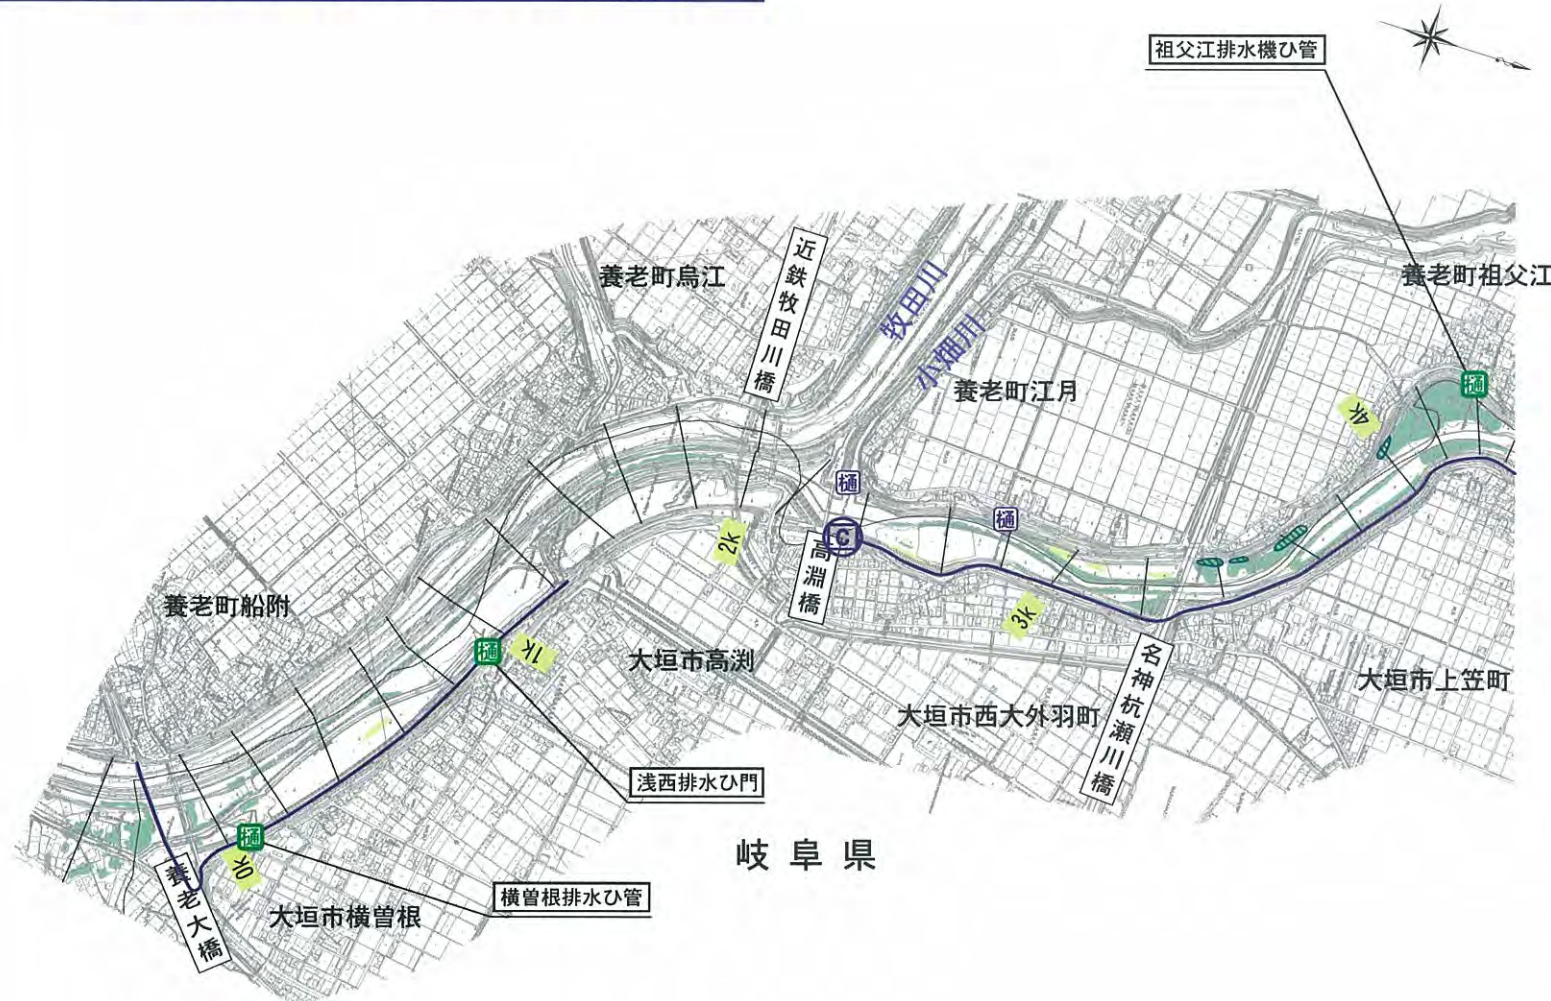 祖父江排水機ひ管
養老町烏江
近鉄牧田川橋
牧田川
小畑川
養老町祖父江
養老町江月
樋
4k
樋
樋
C
2k
高淵橋
養老町船附
3k
樋
1k
大垣市高渕
名神杭瀬川橋
大垣市上笠町
大垣市西大外羽町
浅西排水ひ門
樋
0k
岐阜県
養老大橋
横曽根排水ひ管
大垣市横曽根